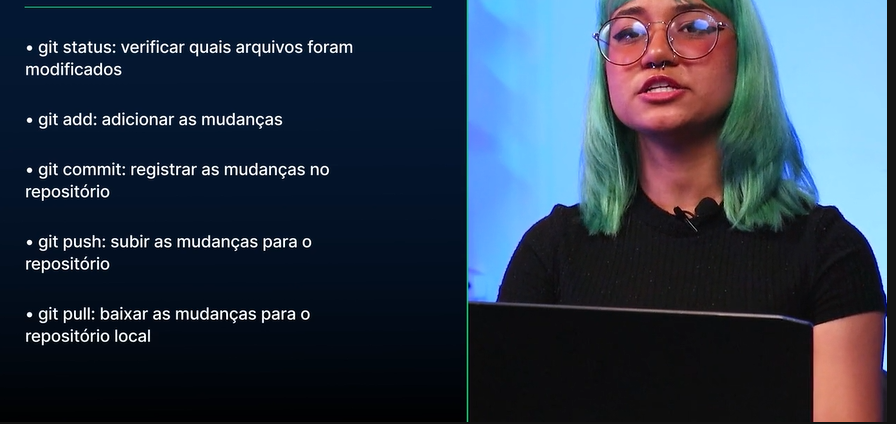 • git status: verificar quais arquivos foram
modificados
• git add: adicionar as mudanças
• git commit: registrar as mudanças no
repositório
• git push: subir as mudanças para o
repositório
• git pull: baixar as mudanças para o
repositório local